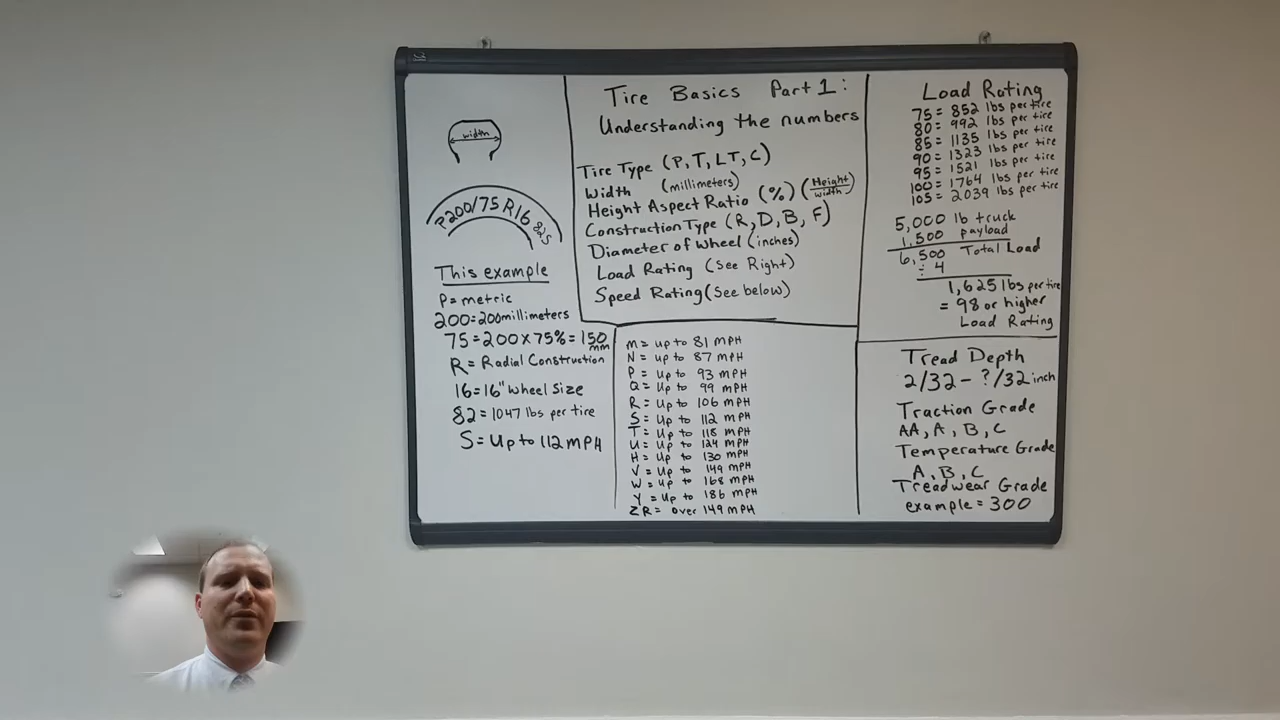 width
P200/75 R16 82S
This example
P=metric
200=200millimeters
75=200x75%=150
mm
R=Radial Construction
16=16" Wheel Size
82=1047 lbs per tire
S=Up to 112 MPH
Tire Basics Part 1:
Understanding the numbers
Tire Type (P, T, LT, C)
Width (millimeters)
Height Aspect Ratio (%) (Height/width)
Construction Type (R, D, B, F)
Diameter of Wheel (inches)
Load Rating (See Right)
Speed Rating (See below)
M= up to 81 MPH
N= up to 87 MPH
P= up to 93 MPH
Q= up to 99 MPH
R= up to 106 MPH
S= up to 112 MPH
T= up to 118 MPH
U= up to 124 MPH
H= up to 130 MPH
V= up to 149 MPH
W= up to 168 MPH
Y= up to 186 MPH
ZR= over 149 MPH
Load Rating
75= 852 lbs per tire
80= 992 lbs per tire
85= 1135 lbs per tire
90= 1323 lbs per tire
95= 1521 lbs per tire
100= 1764 lbs per tire
105= 2039 lbs per tire
5,000 lb truck
1,500 payload
6,500 Total Load
÷ 4
1,625 lbs per tire
= 98 or higher
Load Rating
Tread Depth
2/32 - ?/32 inch
Traction Grade
AA, A, B, C
Temperature Grade
A, B, C
Treadwear Grade
example = 300